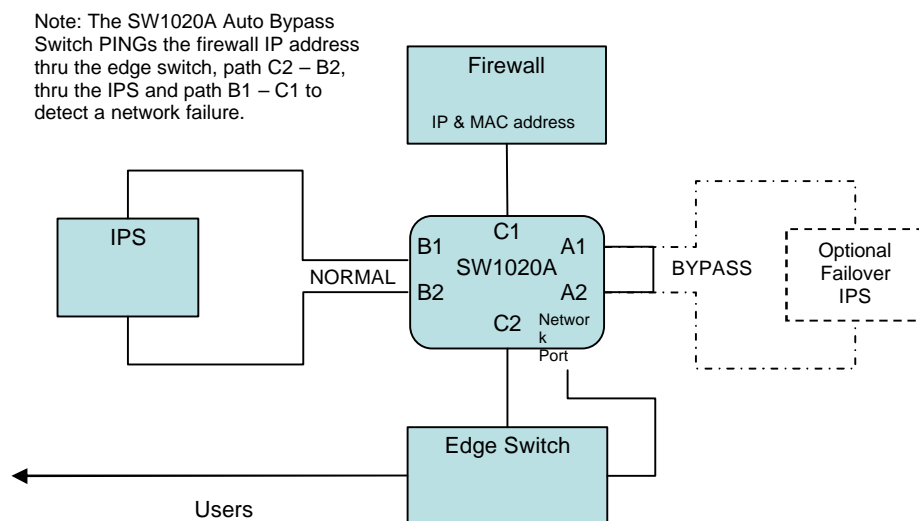 Note: The SW1020A Auto Bypass
Switch PINGs the firewall IP address
thru the edge switch, path C2 – B2,
thru the IPS and path B1 – C1 to
detect a network failure.
Firewall
IP & MAC address
IPS
C1
B1
A1
SW1020A
NORMAL
BYPASS
B2
A2
C2
Networ
k
Port
Optional
Failover
IPS
Edge Switch
Users